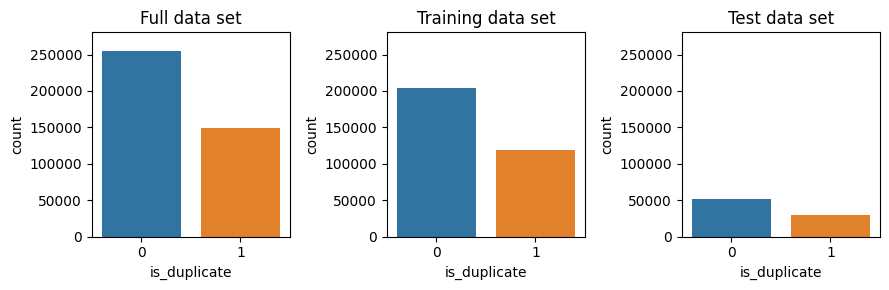 Full data set
250000
200000
150000
100000
50000
0
count
0 1
is_duplicate
Training data set
250000
200000
150000
100000
50000
0
count
0 1
is_duplicate
Test data set
250000
200000
150000
100000
50000
0
count
0 1
is_duplicate